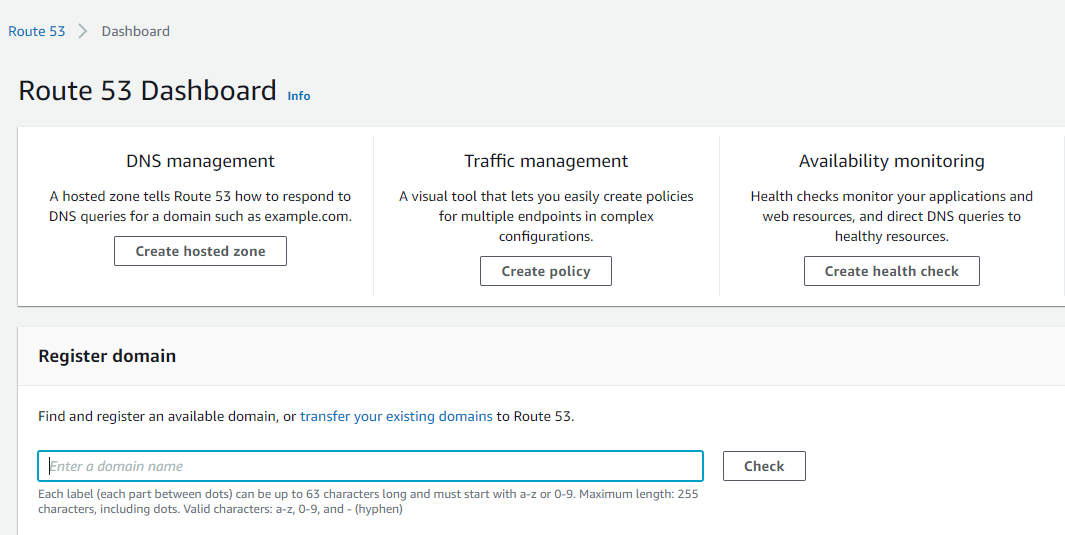 Route 53 > Dashboard
Route 53 Dashboard Info
DNS management
A hosted zone tells Route 53 how to respond to
DNS queries for a domain such as example.com.
Create hosted zone
Traffic management
A visual tool that lets you easily create policies
for multiple endpoints in complex
configurations.
Create policy
Availability monitoring
Health checks monitor your applications and
web resources, and direct DNS queries to
healthy resources.
Create health check
Register domain
Find and register an available domain, or transfer your existing domains to Route 53.
Enter a domain name
Check
Each label (each part between dots) can be up to 63 characters long and must start with a-z or 0-9. Maximum length: 255
characters, including dots. Valid characters: a-z, 0-9, and - (hyphen)